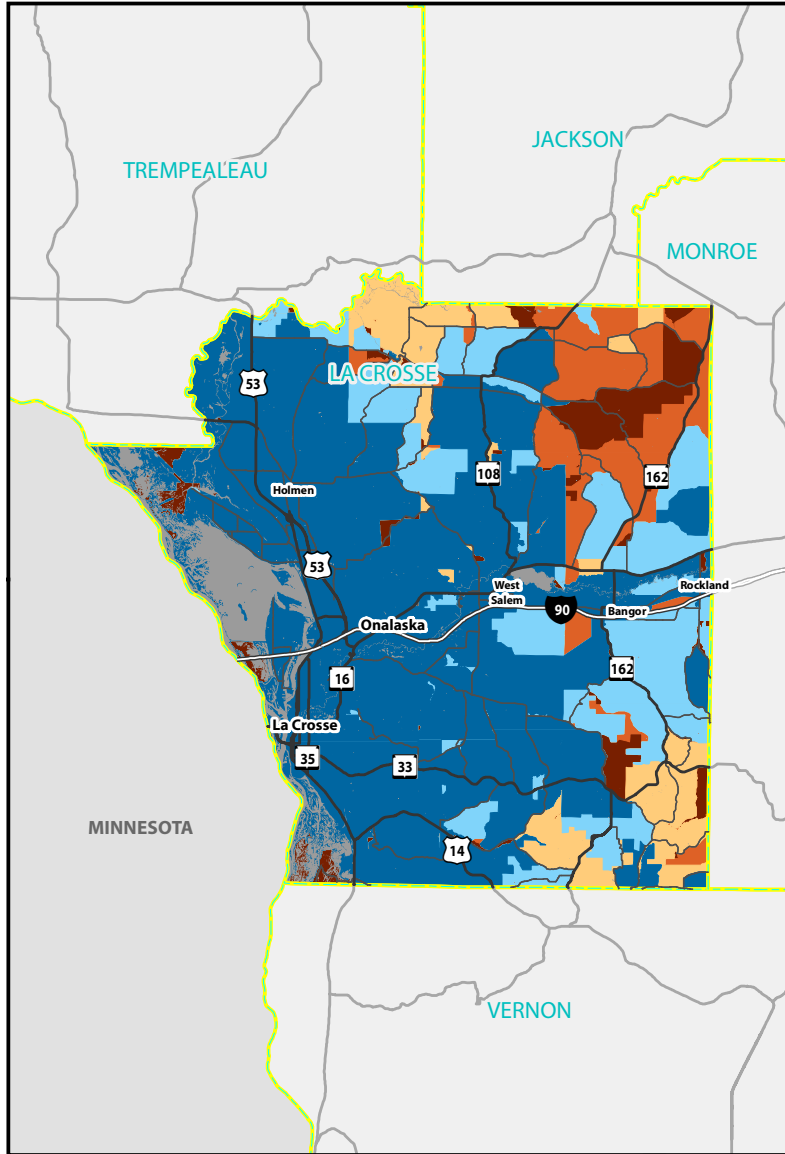 JACKSON
TREMPEALEAU
MONROE
LA CROSSE
53
108
162
Holmen
53
West
Salem
90
Bangor
Rockland
Onalaska
162
16
La Crosse
35
33
MINNESOTA
14
VERNON